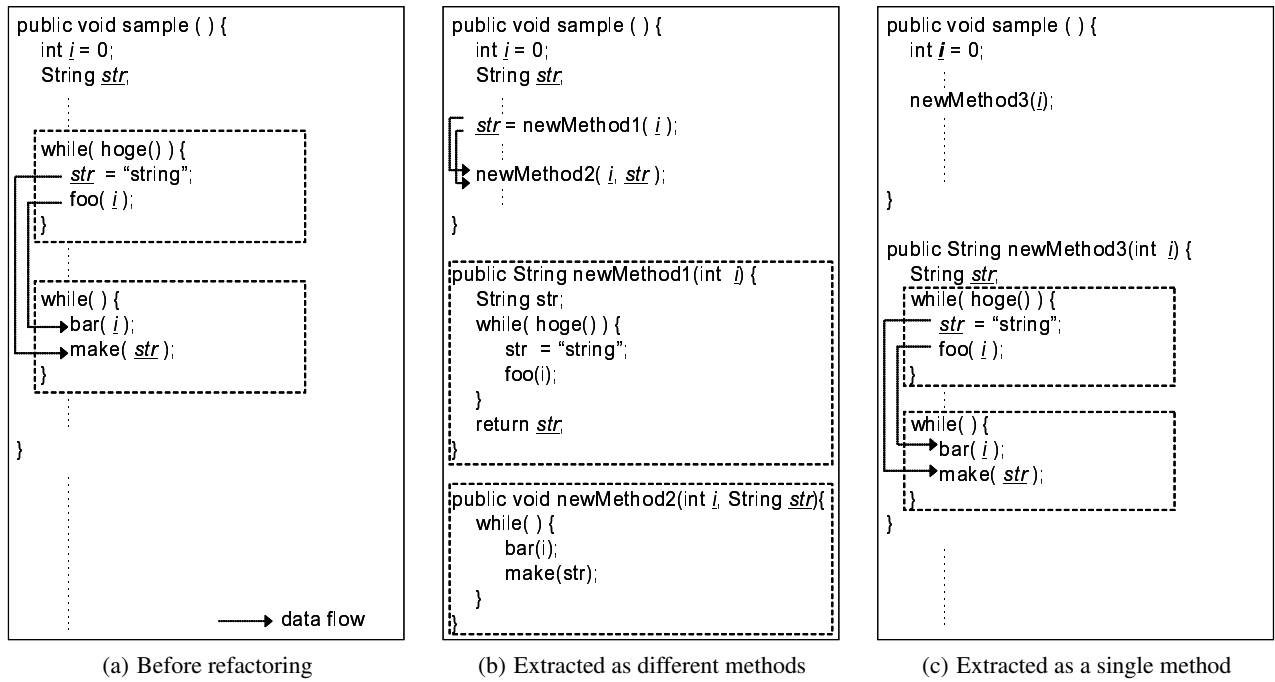 public void sample ( ) {
int i = 0;
String str;
while( hoge() ) {
str = “string”;
foo( i );
}
while( ) {
bar( i );
make( str );
}
}
data flow
(a) Before refactoring
public void sample ( ) {
int i = 0;
String str;
str = newMethod1( i );
newMethod2( i, str );
}
public String newMethod1(int i) {
String str;
while( hoge() ) {
str = “string”;
foo(i);
}
return str;
}
public void newMethod2(int i, String str){
while( ) {
bar(i);
make(str);
}
}
(b) Extracted as different methods
public void sample ( ) {
int i = 0;
newMethod3(i);
}
public String newMethod3(int i) {
String str;
while( hoge() ) {
str = “string”;
foo( i );
}
while( ) {
bar( i );
make( str );
}
}
(c) Extracted as a single method